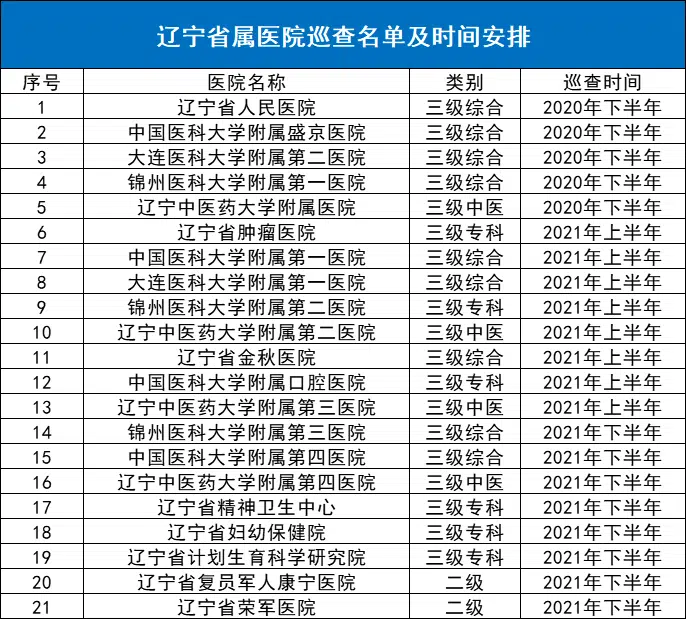 辽宁省属医院巡查名单及时间安排
序号 医院名称 类别 巡查时间
1 辽宁省人民医院 三级综合 2020年下半年
2 中国医科大学附属盛京医院 三级综合 2020年下半年
3 大连医科大学附属第二医院 三级综合 2020年下半年
4 锦州医科大学附属第一医院 三级综合 2020年下半年
5 辽宁中医药大学附属医院 三级中医 2020年下半年
6 辽宁省肿瘤医院 三级专科 2021年上半年
7 中国医科大学附属第一医院 三级综合 2021年上半年
8 大连医科大学附属第一医院 三级综合 2021年上半年
9 锦州医科大学附属第二医院 三级专科 2021年上半年
10 辽宁中医药大学附属第二医院 三级中医 2021年上半年
11 辽宁省金秋医院 三级综合 2021年上半年
12 中国医科大学附属口腔医院 三级专科 2021年上半年
13 辽宁中医药大学附属第三医院 三级中医 2021年上半年
14 锦州医科大学附属第三医院 三级综合 2021年下半年
15 中国医科大学附属第四医院 三级综合 2021年下半年
16 辽宁中医药大学附属第四医院 三级中医 2021年下半年
17 辽宁省精神卫生中心 三级专科 2021年下半年
18 辽宁省妇幼保健院 三级专科 2021年下半年
19 辽宁省计划生育科学研究院 三级专科 2021年下半年
20 辽宁省复员军人康宁医院 二级 2021年下半年
21 辽宁省荣军医院 二级 2021年下半年